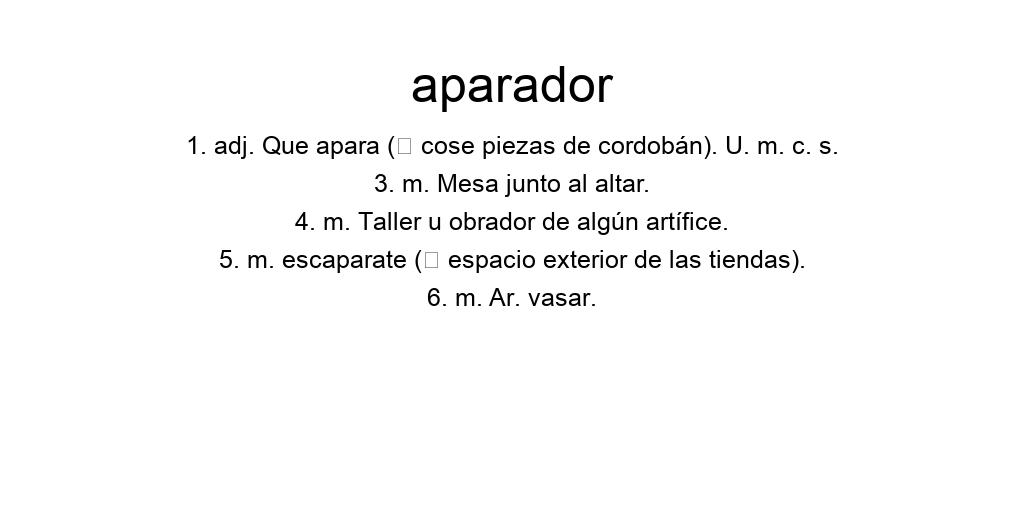 aparador
1. adj. Que apara (□ cose piezas de cordobán). U. m. c. s.
3. m. Mesa junto al altar.
4. m. Taller u obrador de algún artífice.
5. m. escaparate (□ espacio exterior de las tiendas).
6. m. Ar. vasar.